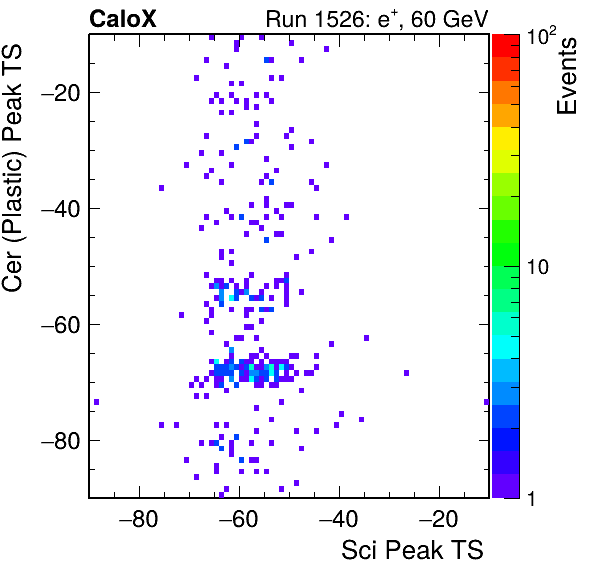 CaloX Run 1526: e⁺, 60 GeV
Cer (Plastic) Peak TS
−20
−40
−60
−80
−80 −60 −40 −20
Sci Peak TS
10²
10
1
Events